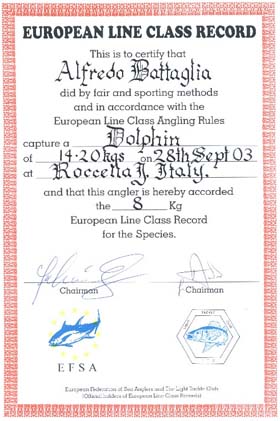 EUROPEAN LINE CLASS RECORD
This is to certify that
Alfredo Battaglia
did by fair and sporting methods
and in accordance with the
European Line Class Angling Rules
capture a Dolphin
of 14·20kgs on 28th Sept 03
at Roccella J. Italy.
and that this angler is hereby accorded
the 8 Kg
European Line Class Record
for the Species.
Chairman
Chairman
EFSA
European Federation of Sea Anglers and The Light Tackle Club
(Official holders of European Line Class Records)